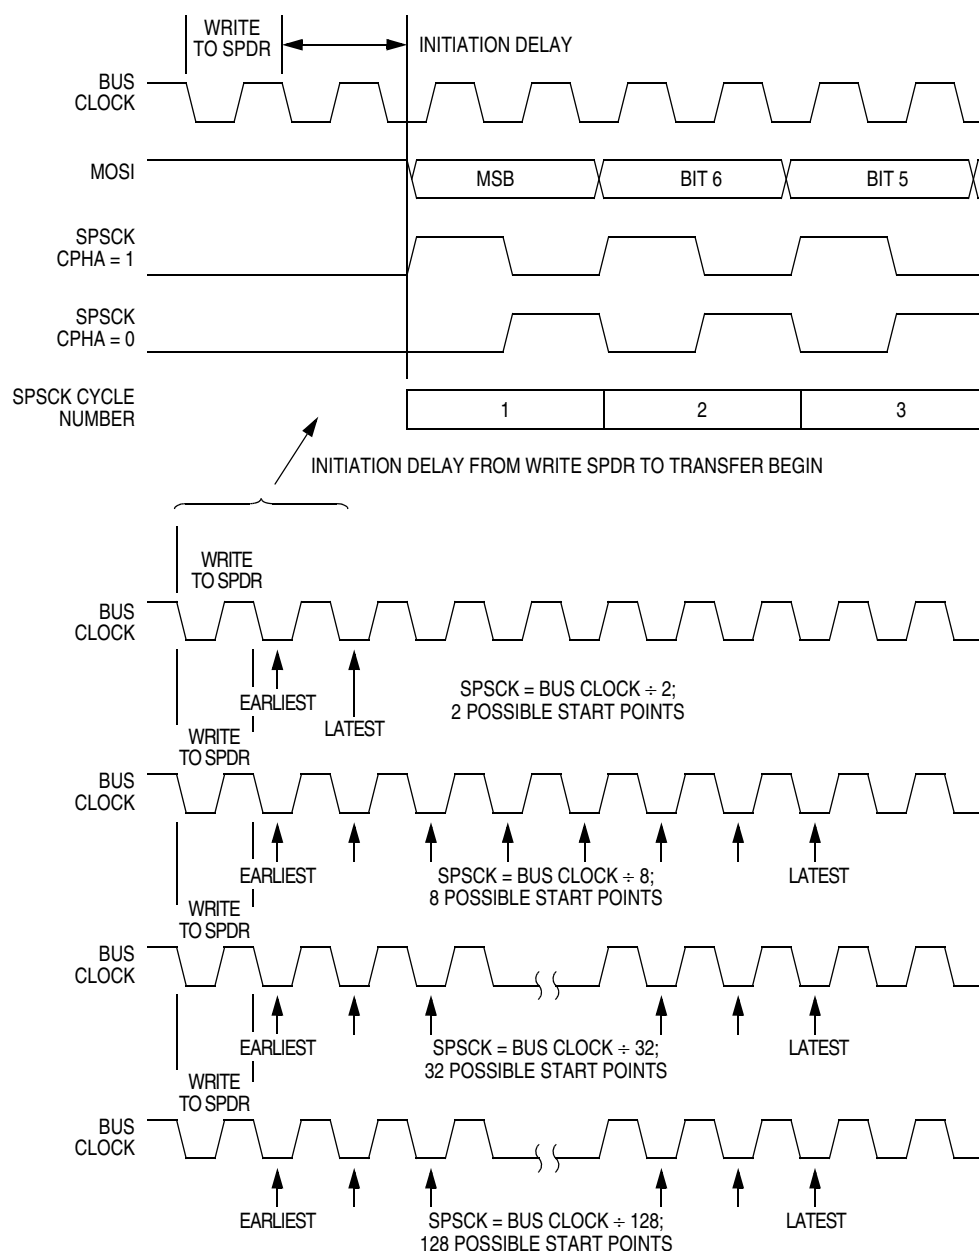 WRITE
TO SPDR
INITIATION DELAY
BUS
CLOCK
MOSI
MSB
BIT 6
BIT 5
SPSCK
CPHA = 1
SPSCK
CPHA = 0
SPSCK CYCLE
NUMBER
1
2
3
INITIATION DELAY FROM WRITE SPDR TO TRANSFER BEGIN
WRITE
TO SPDR
BUS
CLOCK
EARLIEST
LATEST
SPSCK = BUS CLOCK ÷ 2;
2 POSSIBLE START POINTS
WRITE
TO SPDR
BUS
CLOCK
EARLIEST
SPSCK = BUS CLOCK ÷ 8;
8 POSSIBLE START POINTS
LATEST
WRITE
TO SPDR
BUS
CLOCK
EARLIEST
SPSCK = BUS CLOCK ÷ 32;
32 POSSIBLE START POINTS
LATEST
WRITE
TO SPDR
BUS
CLOCK
EARLIEST
SPSCK = BUS CLOCK ÷ 128;
128 POSSIBLE START POINTS
LATEST